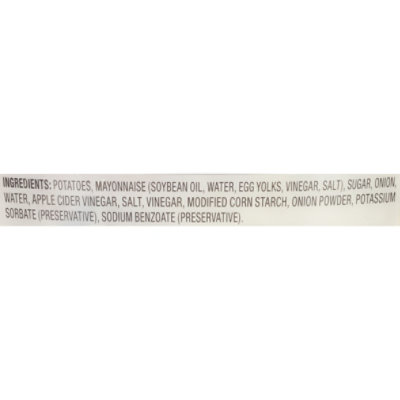 INGREDIENTS: POTATOES, MAYONNAISE (SOYBEAN OIL, WATER, EGG YOLKS, VINEGAR, SALT), SUGAR, ONION,
WATER, APPLE CIDER VINEGAR, SALT, VINEGAR, MODIFIED CORN STARCH, ONION POWDER, POTASSIUM
SORBATE (PRESERVATIVE), SODIUM BENZOATE (PRESERVATIVE).